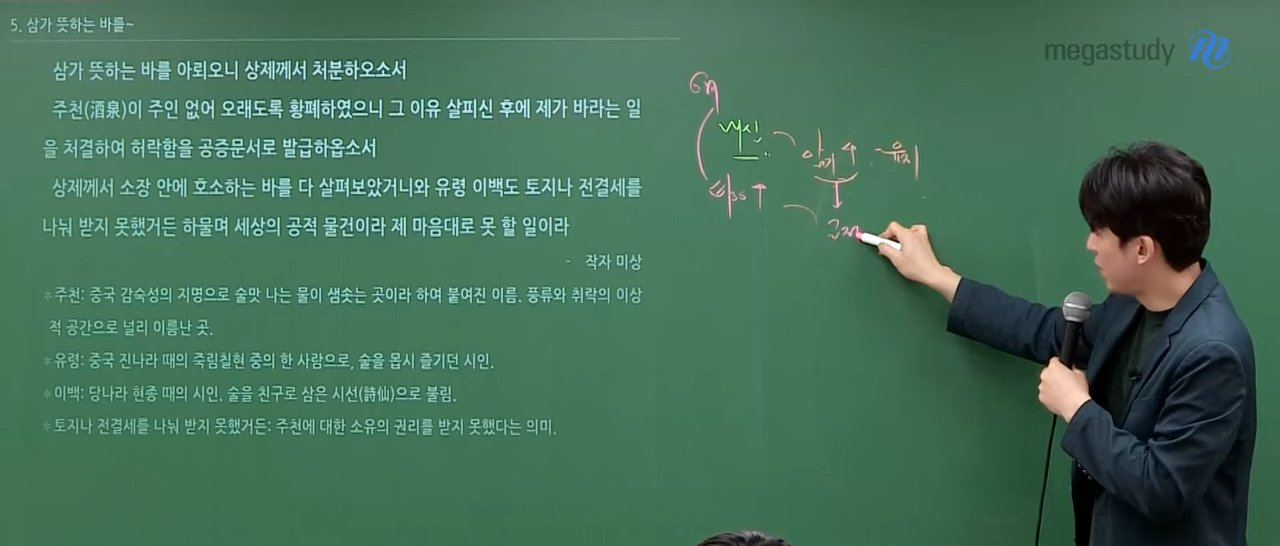 5. 삼가 뜻하는 바를~
megastudy
삼가 뜻하는 바를 아뢰오니 상제께서 처분하오소서
주천(酒泉)이 주인 없어 오래도록 황폐하였으니 그 이유 살피신 후에 제가 바라는 일
을 처결하여 허락함을 공증문서로 발급하옵소서
상제께서 소장 안에 호소하는 바를 다 살펴보았거니와 유령 이백도 토지나 전결세를
나눠 받지 못했거든 하물며 세상의 공적 물건이라 제 마음대로 못 할 일이라
- 작자 미상
※주천: 중국 감숙성의 지명으로 술맛 나는 물이 샘솟는 곳이라 하여 붙여진 이름. 풍류와 취락의 이상
적 공간으로 널리 이름난 곳.
※유령: 중국 진나라 때의 죽림칠현 중의 한 사람으로, 술을 몹시 즐기던 시인.
※이백: 당나라 현종 때의 시인. 술을 친구로 삼은 시선(詩仙)으로 불림.
※토지나 전결세를 나눠 받지 못했거든: 주천에 대한 소유의 권리를 받지 못했다는 의미.